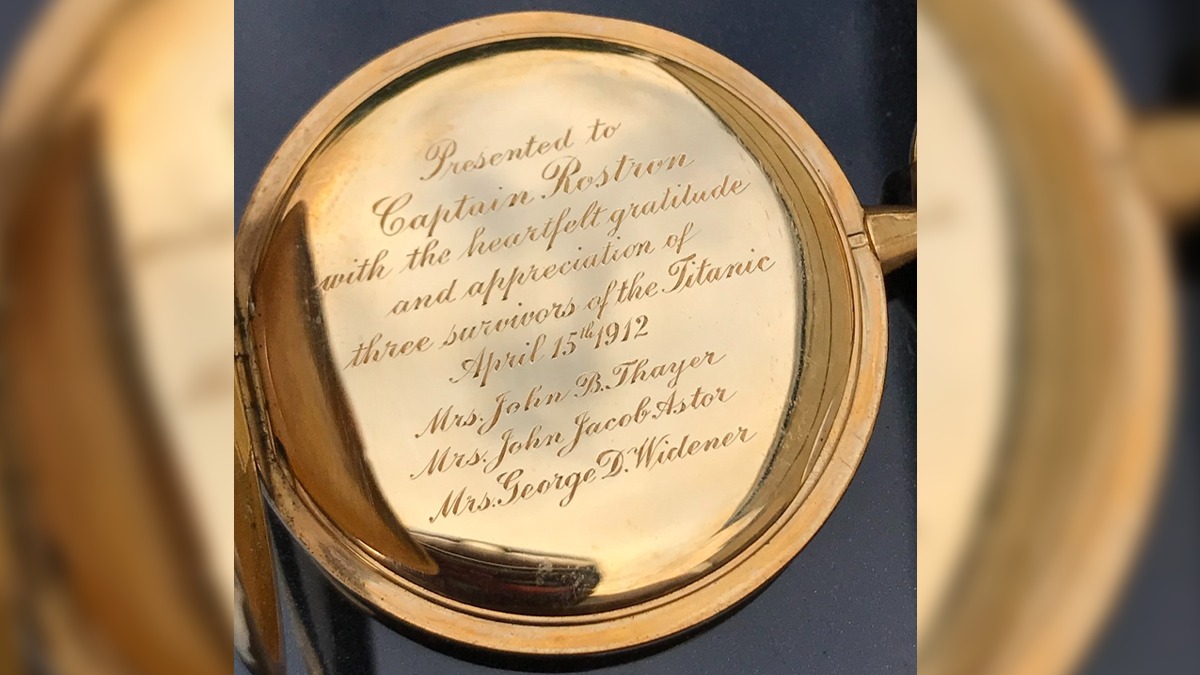 Presented to
Captain Rostron
with the heartfelt gratitude
and appreciation of
three survivors of the Titanic
April 15th 1912
Mrs. John B. Thayer
Mrs. John Jacob Astor
Mrs. George D. Widener